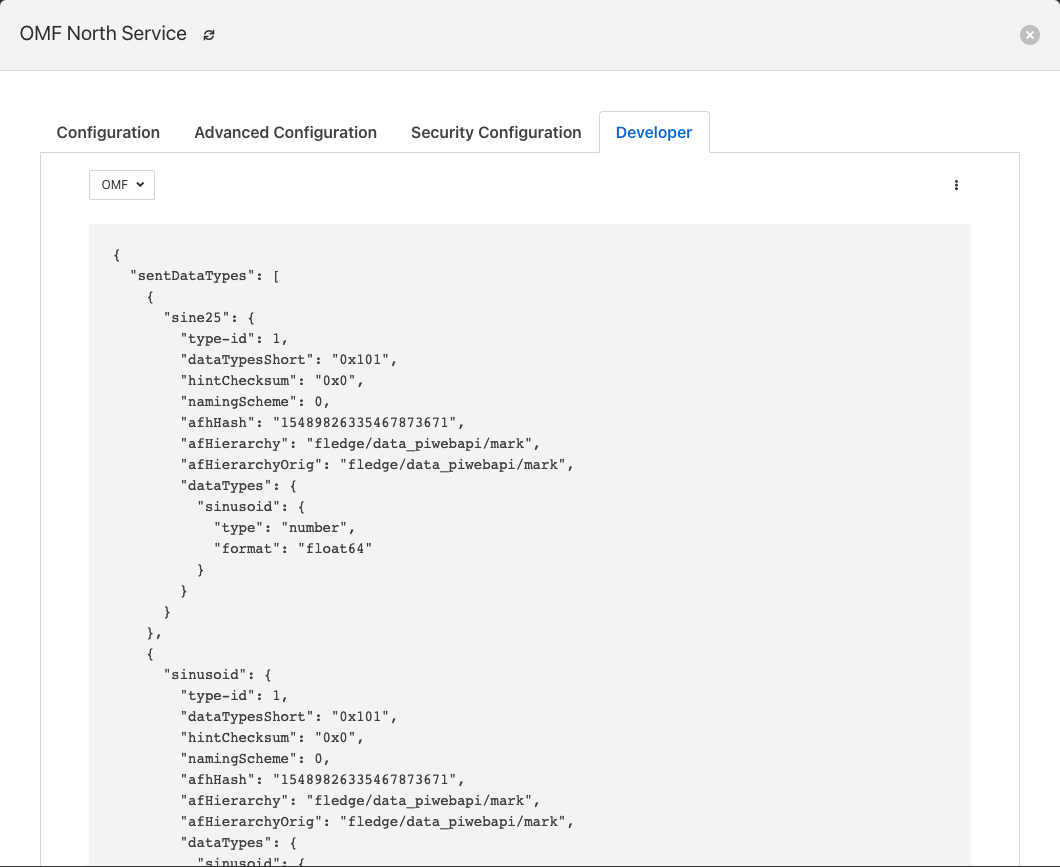 OMF North Service
Configuration Advanced Configuration Security Configuration Developer
OMF
{
  "sentDataTypes": [
    {
      "sine25": {
        "type-id": 1,
        "dataTypesShort": "0x101",
        "hintChecksum": "0x0",
        "namingScheme": 0,
        "afhHash": "15489826335467873671",
        "afHierarchy": "fledge/data_piwebapi/mark",
        "afHierarchyOrig": "fledge/data_piwebapi/mark",
        "dataTypes": {
          "sinusoid": {
            "type": "number",
            "format": "float64"
          }
        }
      }
    },
    {
      "sinusoid": {
        "type-id": 1,
        "dataTypesShort": "0x101",
        "hintChecksum": "0x0",
        "namingScheme": 0,
        "afhHash": "15489826335467873671",
        "afHierarchy": "fledge/data_piwebapi/mark",
        "afHierarchyOrig": "fledge/data_piwebapi/mark",
        "dataTypes": {
          "sinusoid": {